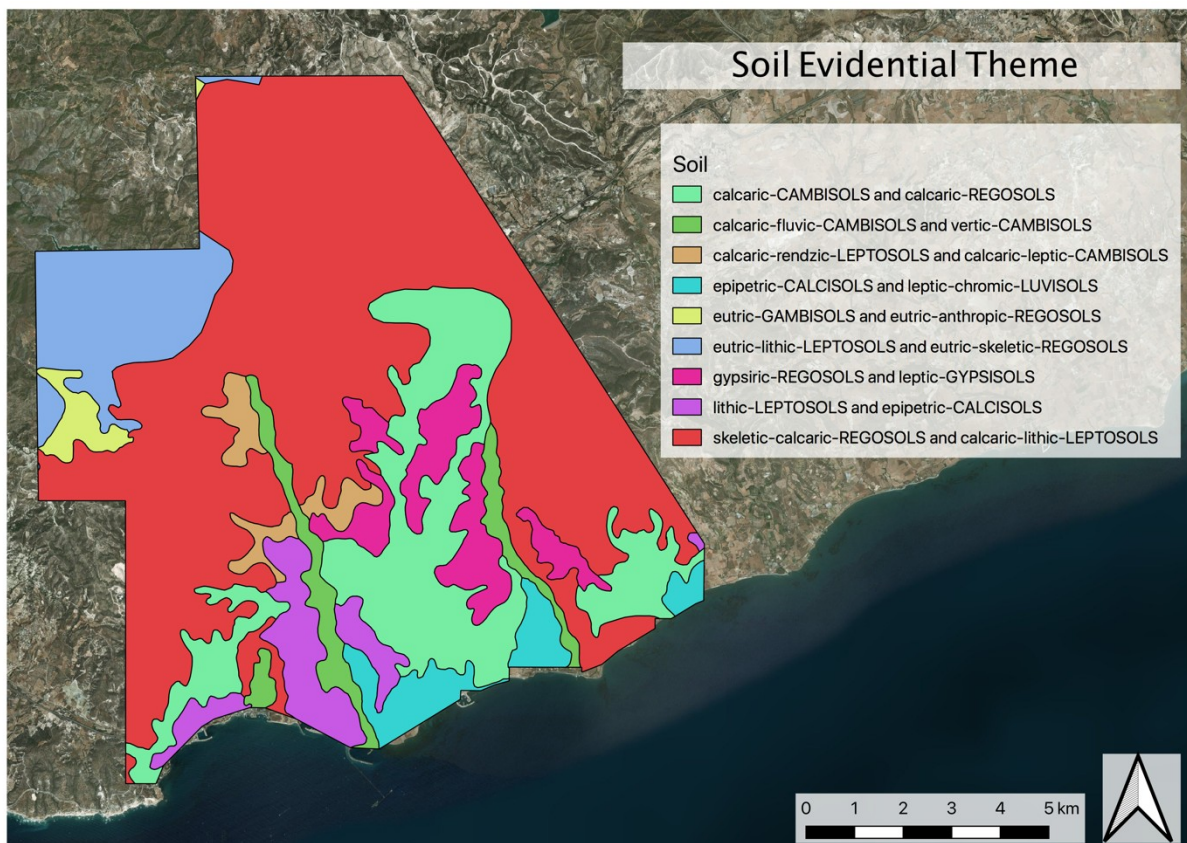 Soil Evidential Theme
Soil
calcaric-CAMBISOLS and calcaric-REGOSOLS
calcaric-fluvic-CAMBISOLS and vertic-CAMBISOLS
calcaric-rendzic-LEPTOSOLS and calcaric-leptic-CAMBISOLS
epipetric-CALCISOLS and leptic-chromic-LUVISOLS
eutric-GAMBISOLS and eutric-anthropic-REGOSOLS
eutric-lithic-LEPTOSOLS and eutric-skeletic-REGOSOLS
gypsiric-REGOSOLS and leptic-GYPSISOLS
lithic-LEPTOSOLS and epipetric-CALCISOLS
skeletic-calcaric-REGOSOLS and calcaric-lithic-LEPTOSOLS
0 1 2 3 4 5 km